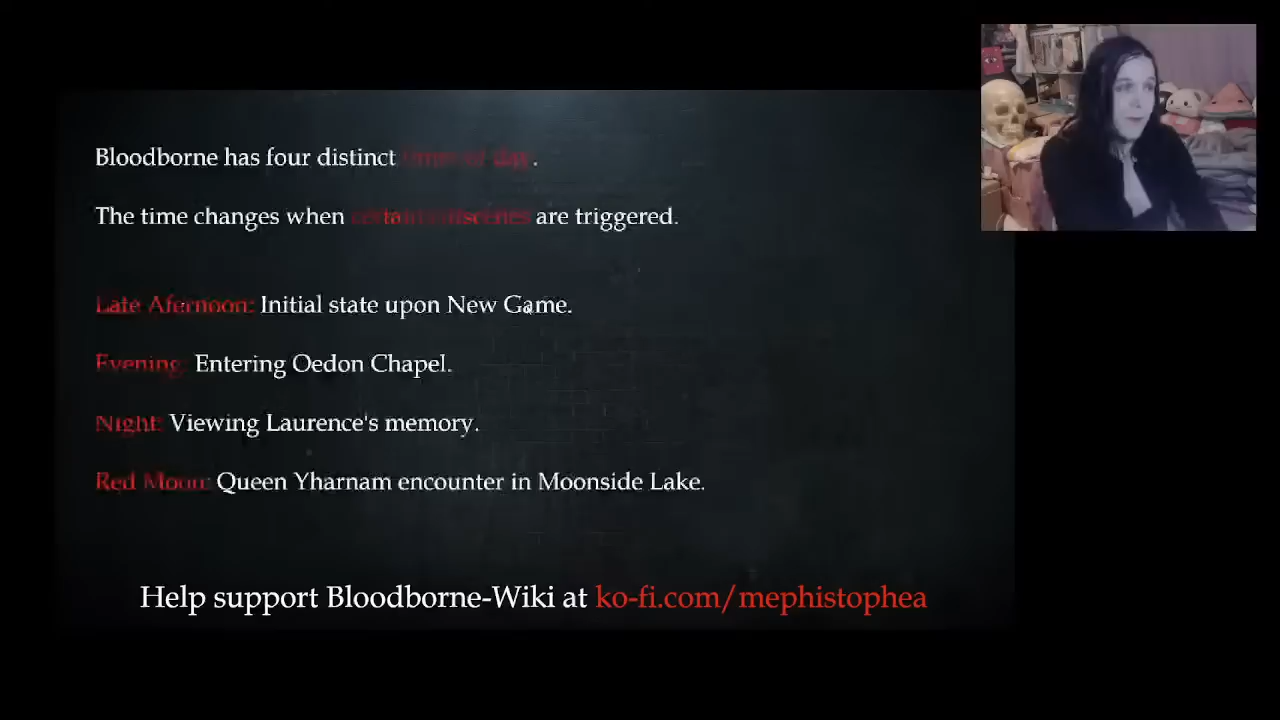 Bloodborne has four distinct times of day.
The time changes when certain cutscenes are triggered.
Late Afernoon: Initial state upon New Game.
Evening: Entering Oedon Chapel.
Night: Viewing Laurence's memory.
Red Moon: Queen Yharnam encounter in Moonside Lake.
Help support Bloodborne-Wiki at ko-fi.com/mephistophea